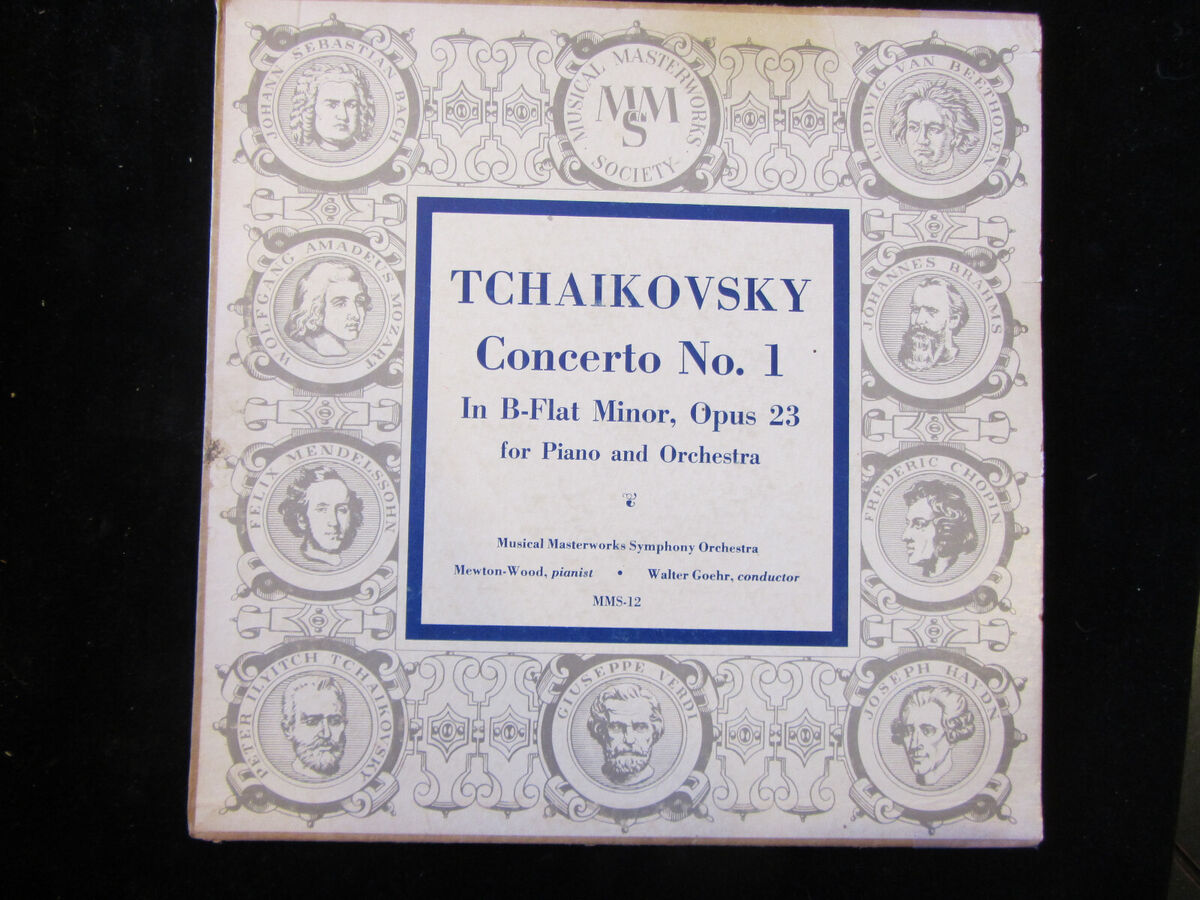 JOHANN SEBASTIAN BACH
MUSICAL MASTERWORKS
MMS
· SOCIETY ·
LUDWIG VAN BEETHOVEN
WOLFGANG AMADEUS MOZART
JOHANNES BRAHMS
TCHAIKOVSKY
Concerto No. 1
In B-Flat Minor, Opus 23
for Piano and Orchestra
FELIX MENDELSSOHN
FREDERIC CHOPIN
Musical Masterworks Symphony Orchestra
Mewton-Wood, pianist • Walter Goehr, conductor
MMS-12
PETER ILYITCH TCHAIKOVSKY
GIUSEPPE VERDI
JOSEPH HAYDN